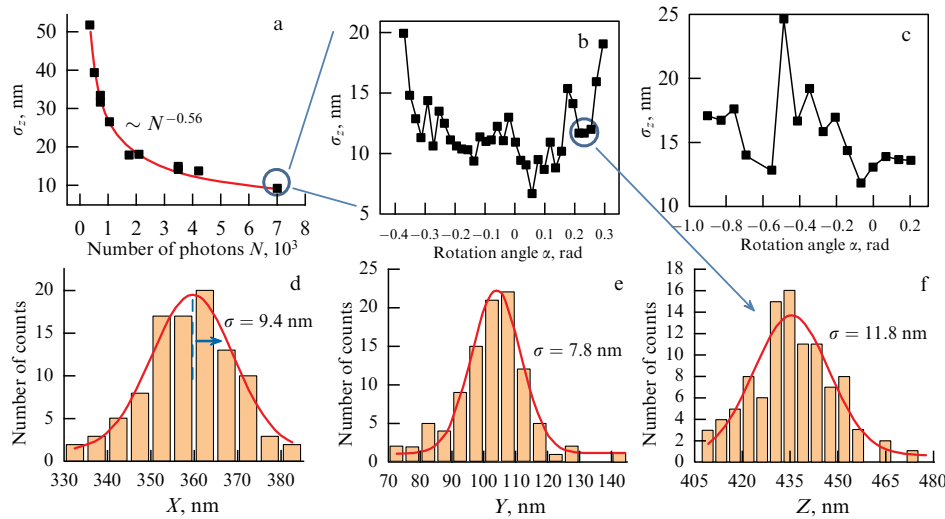 a
σz, nm
50
40
30
20
10
~ N−0.56
0 1 2 3 4 5 6 7 8
Number of photons N, 10³
b
σz, nm
20
15
10
5
−0.4 −0.3 −0.2 −0.1 0 0.1 0.2 0.3
Rotation angle α, rad
c
σz, nm
25
20
15
10
−1.0 −0.8 −0.6 −0.4 −0.2 0 0.2
Rotation angle α, rad
d
Number of counts
20
15
10
5
0
σ = 9.4 nm
330 340 350 360 370 380
X, nm
e
Number of counts
25
20
15
10
5
0
σ = 7.8 nm
70 80 90 100 110 120 130 140
Y, nm
f
Number of counts
18
16
14
12
10
8
6
4
2
0
σ = 11.8 nm
405 420 435 450 465 480
Z, nm